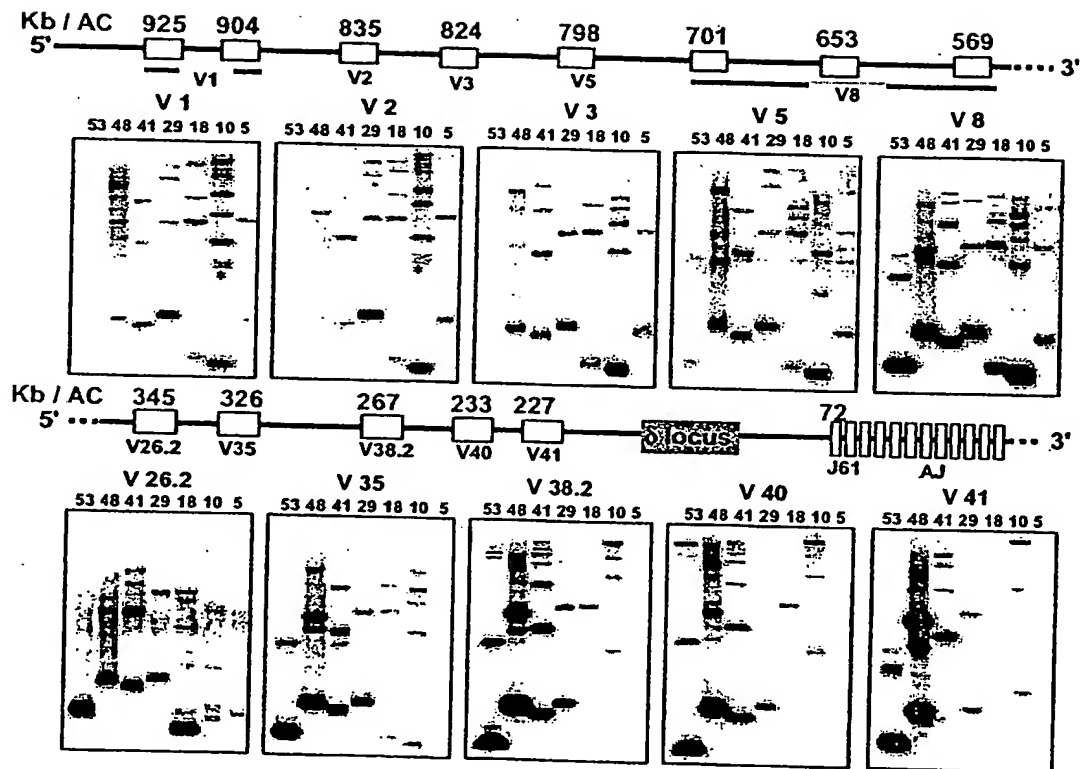 Kb / AC 925 904 835 824 798 701 653 569
5' 3'
V1 V2 V3 V5 V8
V 1 V 2 V 3 V 5 V 8
53 48 41 29 18 10 5 53 48 41 29 18 10 5 53 48 41 29 18 10 5 53 48 41 29 18 10 5 53 48 41 29 18 10 5
* *
Kb / AC 345 326 267 233 227 72
5' δ locus 3'
V26.2 V35 V38.2 V40 V41 J61 AJ
V 26.2 V 35 V 38.2 V 40 V 41
53 48 41 29 18 10 5 53 48 41 29 18 10 5 53 48 41 29 18 10 5 53 48 41 29 18 10 5 53 48 41 29 18 10 5